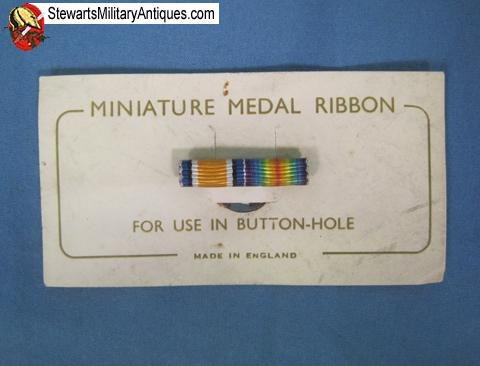 StewartsMilitaryAntiques.com
MINIATURE MEDAL RIBBON
FOR USE IN BUTTON-HOLE
MADE IN ENGLAND